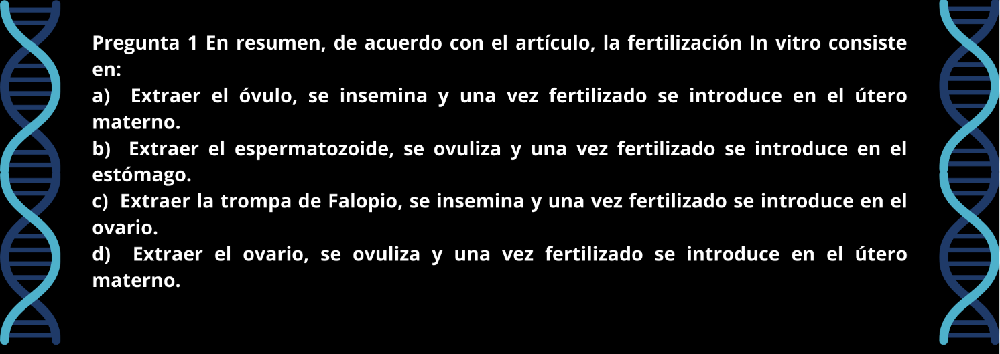 Pregunta 1 En resumen, de acuerdo con el artículo, la fertilización In vitro consiste
en:
a) Extraer el óvulo, se insemina y una vez fertilizado se introduce en el útero
materno.
b) Extraer el espermatozoide, se ovuliza y una vez fertilizado se introduce en el
estómago.
c) Extraer la trompa de Falopio, se insemina y una vez fertilizado se introduce en el
ovario.
d) Extraer el ovario, se ovuliza y una vez fertilizado se introduce en el útero
materno.